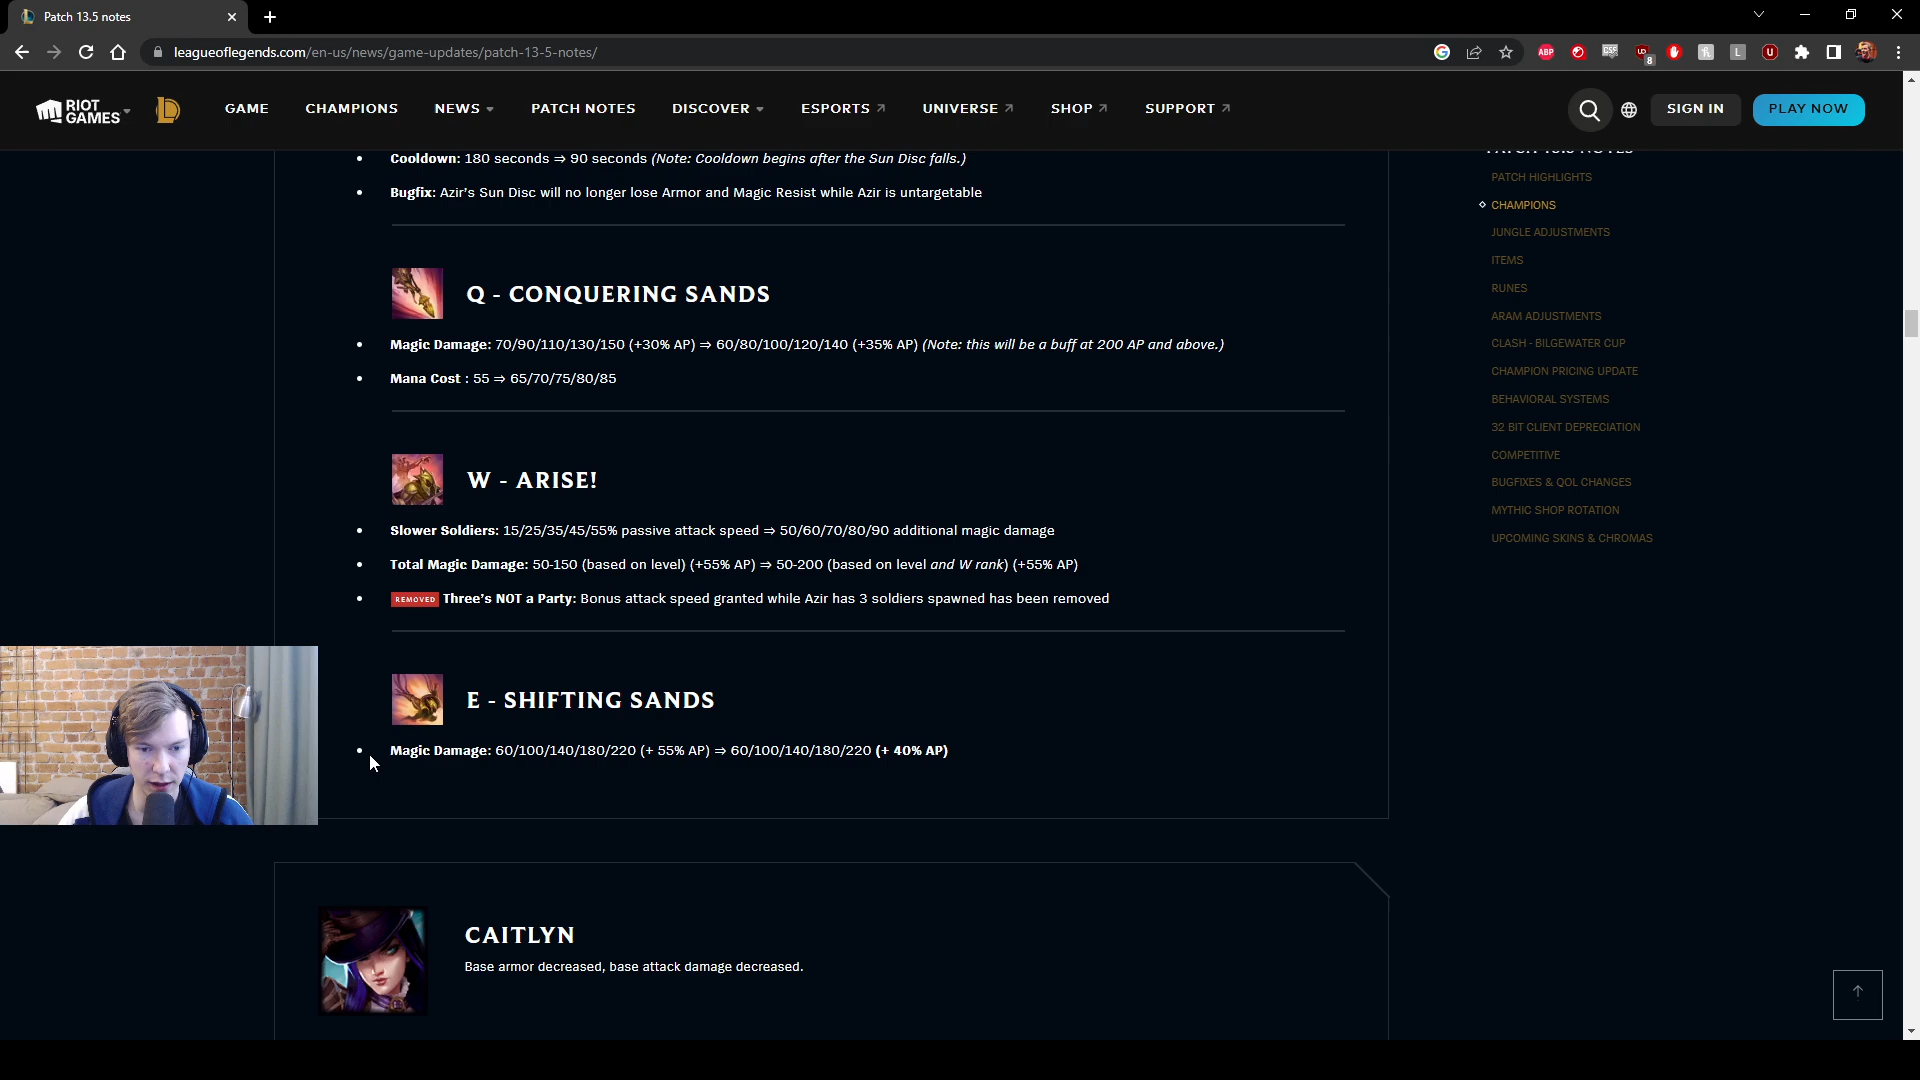 Patch 13.5 notes
leagueoflegends.com/en-us/news/game-updates/patch-13-5-notes/
ABP
8
L
RIOT GAMES
GAME
CHAMPIONS
NEWS
PATCH NOTES
DISCOVER
ESPORTS
UNIVERSE
SHOP
SUPPORT
SIGN IN
PLAY NOW
Cooldown: 180 seconds ⇒ 90 seconds (Note: Cooldown begins after the Sun Disc falls.)
Bugfix: Azir’s Sun Disc will no longer lose Armor and Magic Resist while Azir is untargetable
Q - CONQUERING SANDS
Magic Damage: 70/90/110/130/150 (+30% AP) ⇒ 60/80/100/120/140 (+35% AP) (Note: this will be a buff at 200 AP and above.)
Mana Cost : 55 ⇒ 65/70/75/80/85
W - ARISE!
Slower Soldiers: 15/25/35/45/55% passive attack speed ⇒ 50/60/70/80/90 additional magic damage
Total Magic Damage: 50-150 (based on level) (+55% AP) ⇒ 50-200 (based on level and W rank) (+55% AP)
REMOVED Three’s NOT a Party: Bonus attack speed granted while Azir has 3 soldiers spawned has been removed
E - SHIFTING SANDS
Magic Damage: 60/100/140/180/220 (+ 55% AP) ⇒ 60/100/140/180/220 (+ 40% AP)
CAITLYN
Base armor decreased, base attack damage decreased.
PATCH 13.5 NOTES
PATCH HIGHLIGHTS
CHAMPIONS
JUNGLE ADJUSTMENTS
ITEMS
RUNES
ARAM ADJUSTMENTS
CLASH - BILGEWATER CUP
CHAMPION PRICING UPDATE
BEHAVIORAL SYSTEMS
32 BIT CLIENT DEPRECIATION
COMPETITIVE
BUGFIXES & QOL CHANGES
MYTHIC SHOP ROTATION
UPCOMING SKINS & CHROMAS